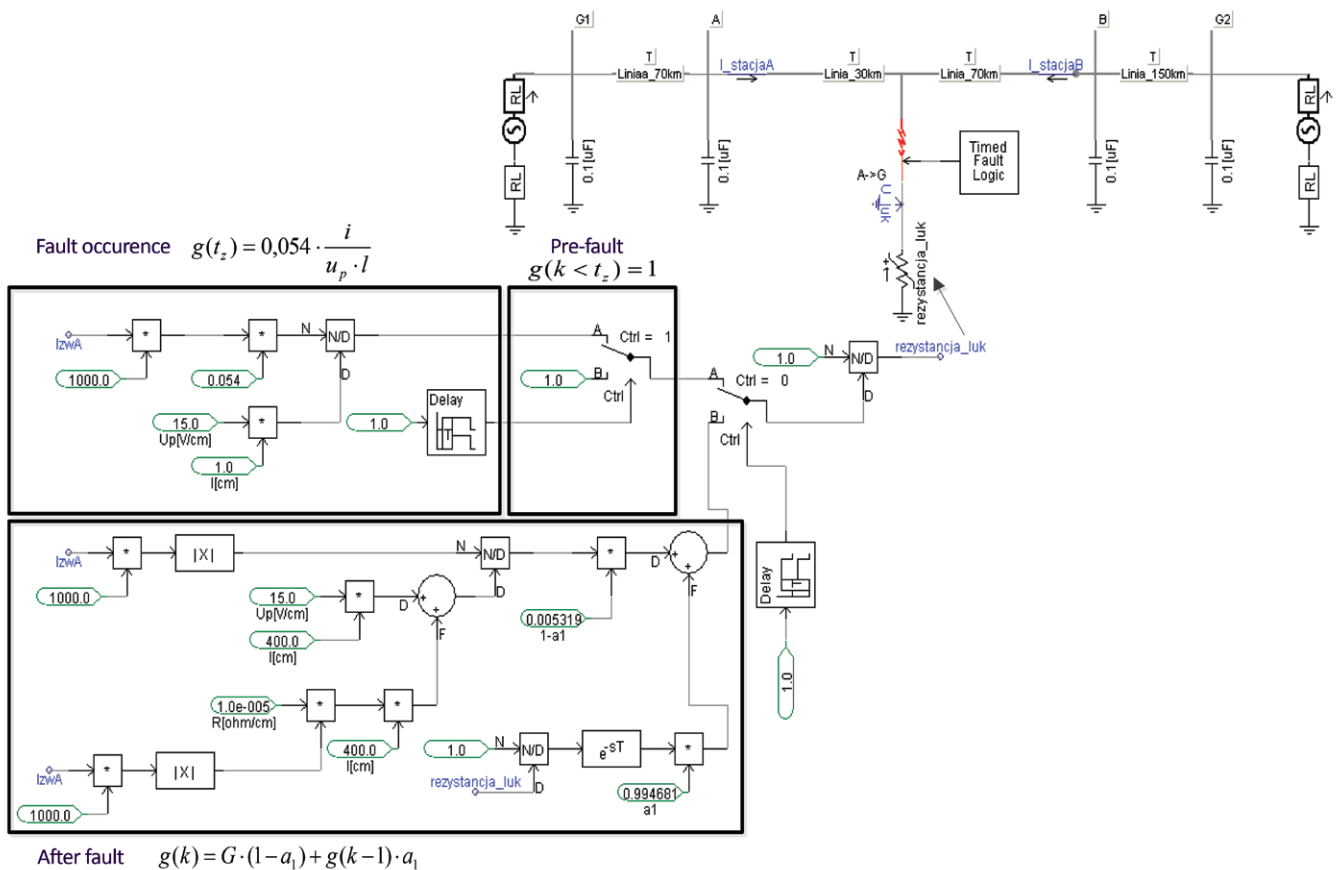 G1
A
B
G2
T
Liniaa_70km
I_stacjaA
T
Linia_30km
T
Linia_70km
I_stacjaB
T
Linia_150km
RL
S
RL
0.1[uF]
0.1[uF]
0.1[uF]
0.1[uF]
RL
S
RL
A->G
Timed
Fault
Logic
U_luk
+
rezystancja_luk
Fault occurence g(t_z) = 0,054 · i / (u_p · l)
Pre-fault
g(k < t_z) = 1
IzwA
*
*
N
N/D
D
1000.0
0.054
15.0
Up[V/cm]
*
1.0
l[cm]
1.0
Delay
T
A
Ctrl = 1
1.0
B
Ctrl
A
Ctrl = 0
B
Ctrl
1.0
N
N/D
D
rezystancja_luk
Delay
T
1.0
IzwA
*
|X|
N
N/D
D
*
D
+
+
F
1000.0
15.0
Up[V/cm]
*
D
+
+
F
400.0
l[cm]
0.005319
1-a1
1.0e-005
R[ohm/cm]
*
*
400.0
l[cm]
IzwA
*
|X|
1000.0
1.0
N
N/D
D
rezystancja_luk
e^-sT
*
0.994681
a1
After fault g(k) = G · (1 − a_1) + g(k − 1) · a_1